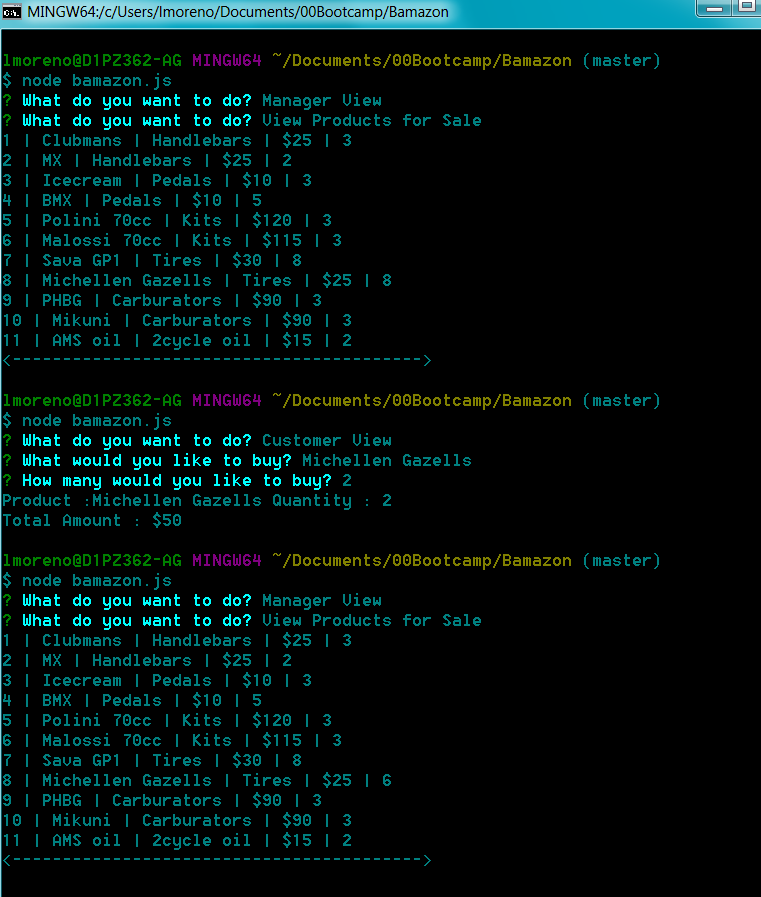 MINGW64:/c/Users/lmoreno/Documents/00Bootcamp/Bamazon
lmoreno@D1PZ362-AG MINGW64 ~/Documents/00Bootcamp/Bamazon (master)
$ node bamazon.js
? What do you want to do? Manager View
? What do you want to do? View Products for Sale
1 | Clubmans | Handlebars | $25 | 3
2 | MX | Handlebars | $25 | 2
3 | Icecream | Pedals | $10 | 3
4 | BMX | Pedals | $10 | 5
5 | Polini 70cc | Kits | $120 | 3
6 | Malossi 70cc | Kits | $115 | 3
7 | Sava GP1 | Tires | $30 | 8
8 | Michellen Gazells | Tires | $25 | 8
9 | PHBG | Carburators | $90 | 3
10 | Mikuni | Carburators | $90 | 3
11 | AMS oil | 2cycle oil | $15 | 2
<----------------------------------------->
lmoreno@D1PZ362-AG MINGW64 ~/Documents/00Bootcamp/Bamazon (master)
$ node bamazon.js
? What do you want to do? Customer View
? What would you like to buy? Michellen Gazells
? How many would you like to buy? 2
Product :Michellen Gazells Quantity : 2
Total Amount : $50
lmoreno@D1PZ362-AG MINGW64 ~/Documents/00Bootcamp/Bamazon (master)
$ node bamazon.js
? What do you want to do? Manager View
? What do you want to do? View Products for Sale
1 | Clubmans | Handlebars | $25 | 3
2 | MX | Handlebars | $25 | 2
3 | Icecream | Pedals | $10 | 3
4 | BMX | Pedals | $10 | 5
5 | Polini 70cc | Kits | $120 | 3
6 | Malossi 70cc | Kits | $115 | 3
7 | Sava GP1 | Tires | $30 | 8
8 | Michellen Gazells | Tires | $25 | 6
9 | PHBG | Carburators | $90 | 3
10 | Mikuni | Carburators | $90 | 3
11 | AMS oil | 2cycle oil | $15 | 2
<----------------------------------------->